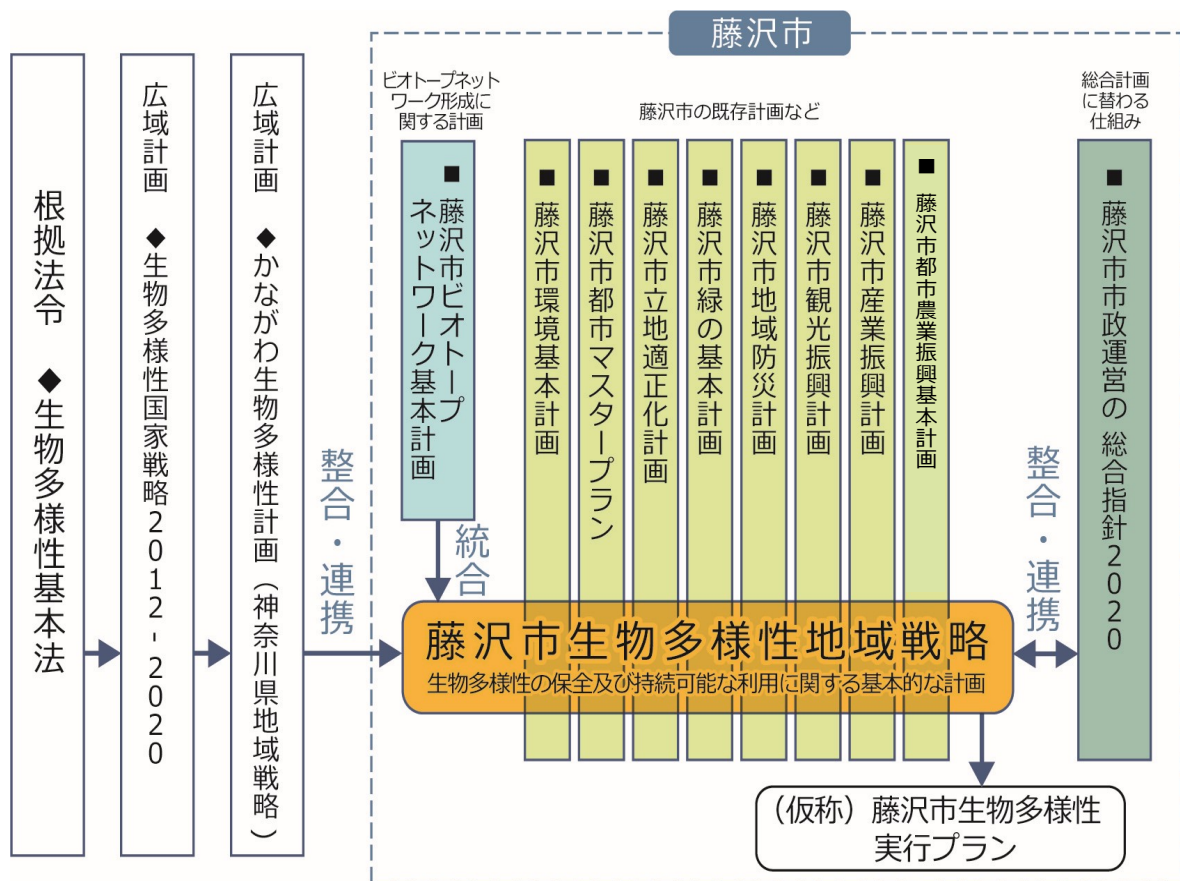 藤沢市
根拠法令　◆生物多様性基本法
広域計画　◆生物多様性国家戦略2012-2020
広域計画　◆かながわ生物多様性計画（神奈川県地域戦略）
整合・連携
ビオトープネット
ワーク形成に
関する計画
■藤沢市ビオトープ
ネットワーク基本計画
統合
藤沢市の既存計画など
■藤沢市環境基本計画
■藤沢市都市マスタープラン
■藤沢市立地適正化計画
■藤沢市緑の基本計画
■藤沢市地域防災計画
■藤沢市観光振興計画
■藤沢市産業振興計画
■藤沢市都市農業振興基本計画
総合計画
に替わる
仕組み
■藤沢市市政運営の総合指針2020
整合・連携
藤沢市生物多様性地域戦略
生物多様性の保全及び持続可能な利用に関する基本的な計画
（仮称）藤沢市生物多様性
実行プラン